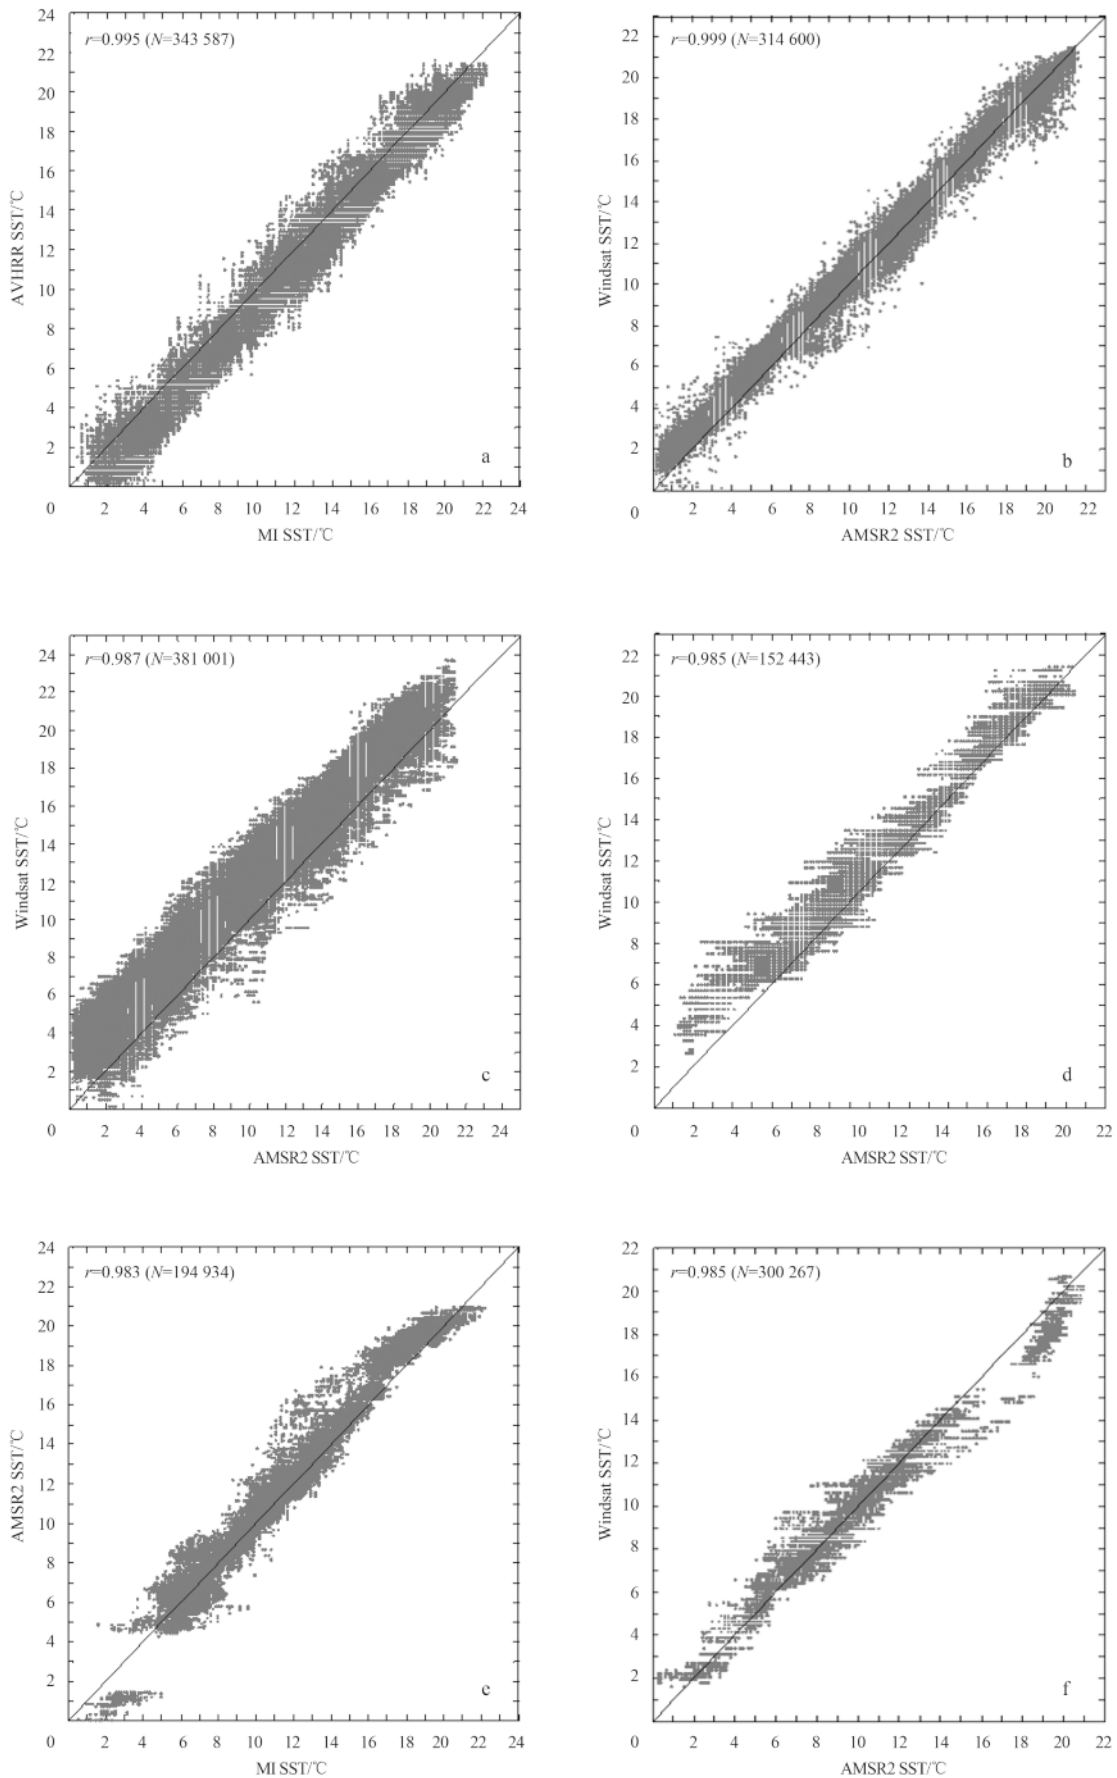 24
22
20
18
16
14
12
10
8
6
4
2
0
r=0.995 (N=343 587)
AVHRR SST/℃
a
2 4 6 8 10 12 14 16 18 20 22 24
MI SST/℃
22
20
18
16
14
12
10
8
6
4
2
0
r=0.999 (N=314 600)
Windsat SST/℃
b
2 4 6 8 10 12 14 16 18 20 22
AMSR2 SST/℃
24
22
20
18
16
14
12
10
8
6
4
2
0
r=0.987 (N=381 001)
Windsat SST/℃
c
2 4 6 8 10 12 14 16 18 20 22 24
AMSR2 SST/℃
22
20
18
16
14
12
10
8
6
4
2
0
r=0.985 (N=152 443)
Windsat SST/℃
d
2 4 6 8 10 12 14 16 18 20 22
AMSR2 SST/℃
24
22
20
18
16
14
12
10
8
6
4
2
0
r=0.983 (N=194 934)
AMSR2 SST/℃
e
2 4 6 8 10 12 14 16 18 20 22 24
MI SST/℃
22
20
18
16
14
12
10
8
6
4
2
0
r=0.985 (N=300 267)
Windsat SST/℃
f
2 4 6 8 10 12 14 16 18 20 22
AMSR2 SST/℃